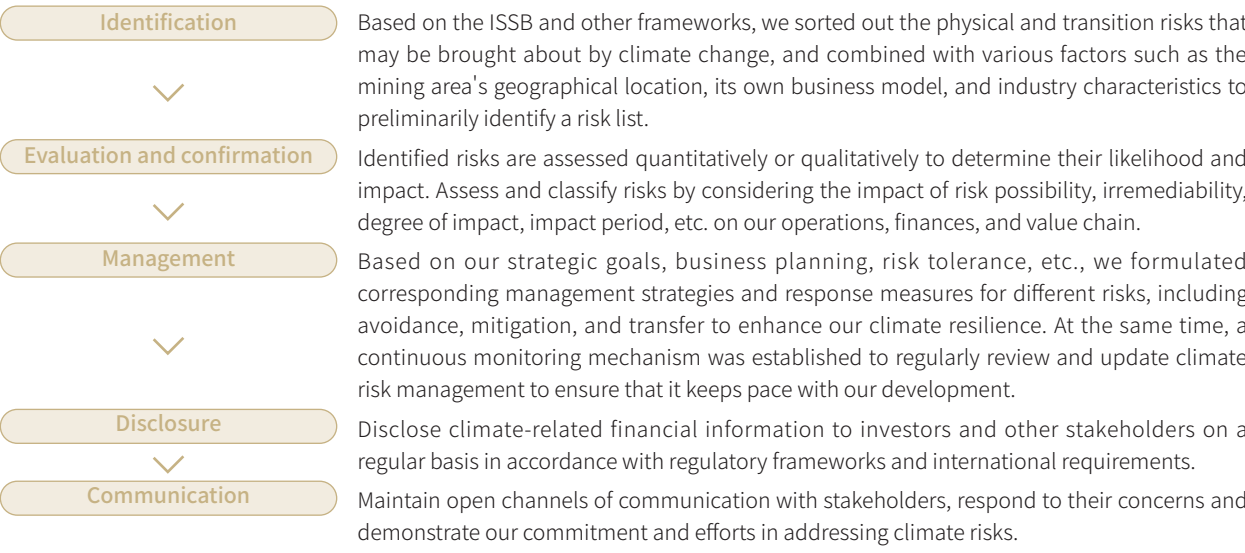 Identification
Based on the ISSB and other frameworks, we sorted out the physical and transition risks that
may be brought about by climate change, and combined with various factors such as the
mining area's geographical location, its own business model, and industry characteristics to
preliminarily identify a risk list.
Evaluation and confirmation
Identified risks are assessed quantitatively or qualitatively to determine their likelihood and
impact. Assess and classify risks by considering the impact of risk possibility, irremediability,
degree of impact, impact period, etc. on our operations, finances, and value chain.
Management
Based on our strategic goals, business planning, risk tolerance, etc., we formulated
corresponding management strategies and response measures for different risks, including
avoidance, mitigation, and transfer to enhance our climate resilience. At the same time, a
continuous monitoring mechanism was established to regularly review and update climate
risk management to ensure that it keeps pace with our development.
Disclosure
Disclose climate-related financial information to investors and other stakeholders on a
regular basis in accordance with regulatory frameworks and international requirements.
Communication
Maintain open channels of communication with stakeholders, respond to their concerns and
demonstrate our commitment and efforts in addressing climate risks.